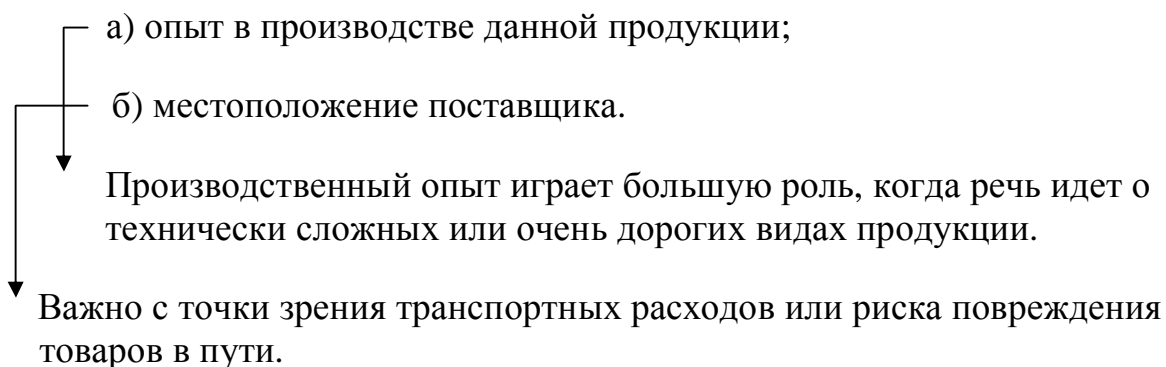 а) опыт в производстве данной продукции;
б) местоположение поставщика.
Производственный опыт играет большую роль, когда речь идет о
технически сложных или очень дорогих видах продукции.
Важно с точки зрения транспортных расходов или риска повреждения
товаров в пути.